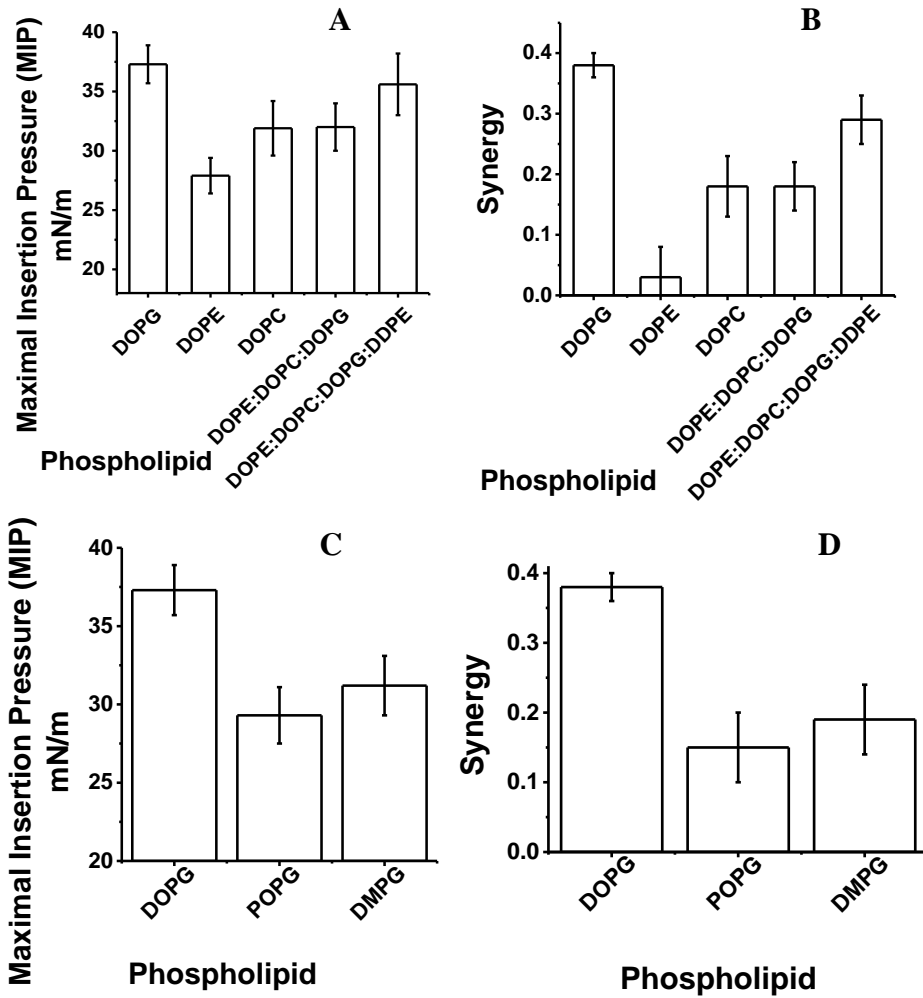 A
Maximal Insertion Pressure (MIP)
mN/m
40
35
30
25
20
DOPG
DOPE
DOPC
DOPE:DOPC:DOPG
DOPE:DOPC:DOPG:DDPE
Phospholipid
B
Synergy
0.4
0.3
0.2
0.1
0.0
DOPG
DOPE
DOPC
DOPE:DOPC:DOPG
DOPE:DOPC:DOPG:DDPE
Phospholipid
C
Maximal Insertion Pressure (MIP)
mN/m
40
35
30
25
20
DOPG
POPG
DMPG
Phospholipid
D
Synergy
0.4
0.3
0.2
0.1
0.0
DOPG
POPG
DMPG
Phospholipid